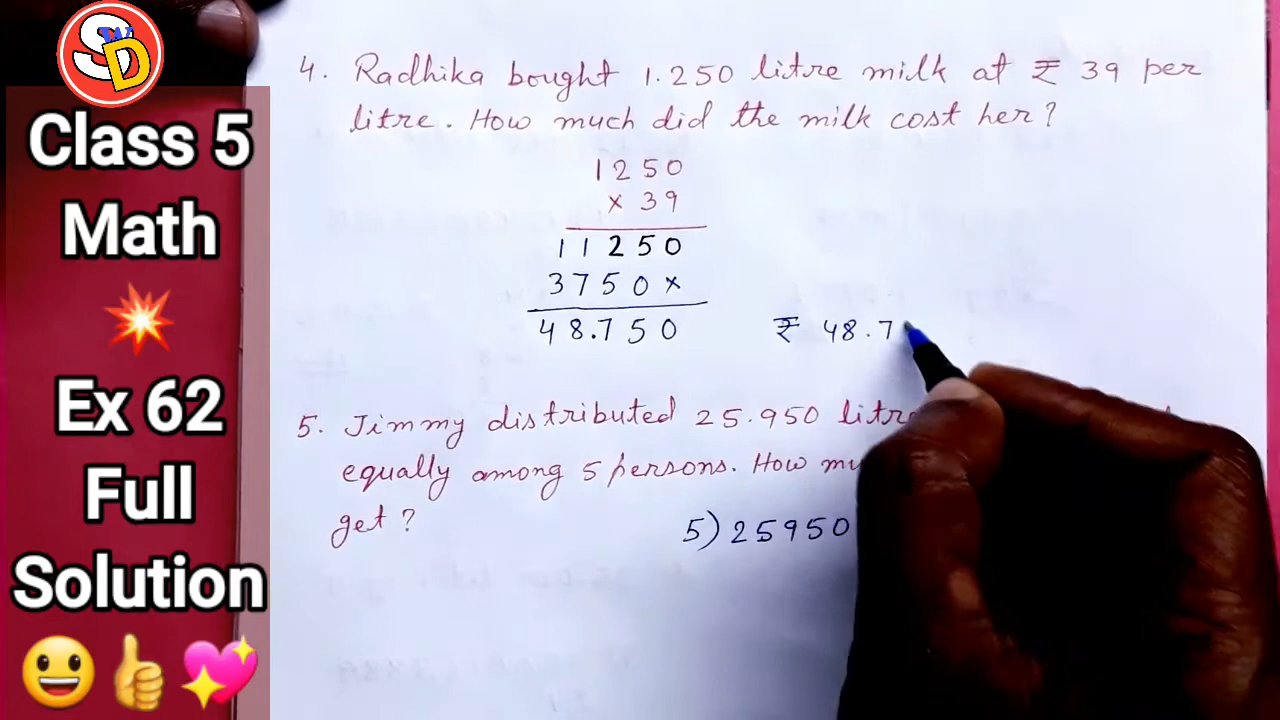 SWD
Class 5
Math
Ex 62
Full
Solution
4. Radhika bought 1.250 litre milk at ₹ 39 per
litre. How much did the milk cost her?
1250
× 39
11250
3750×
48.750
₹ 48.7
5. Jimmy distributed 25.950
equally among 5 persons. How
get?
5)25950